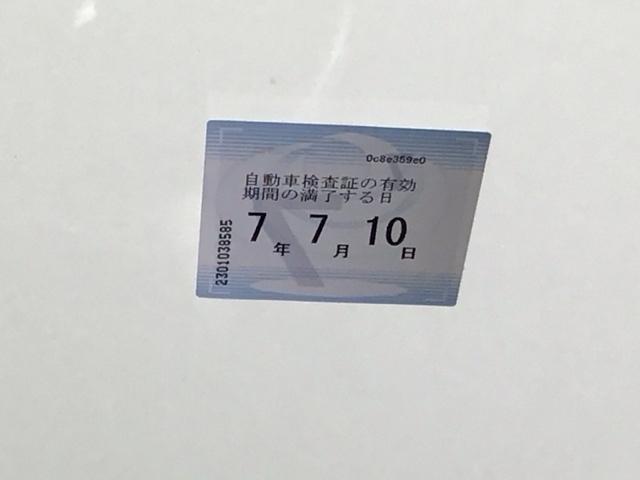 0c8e359e0
自動車検査証の有効
期間の満了する日
7年 7月 10日
2301038585